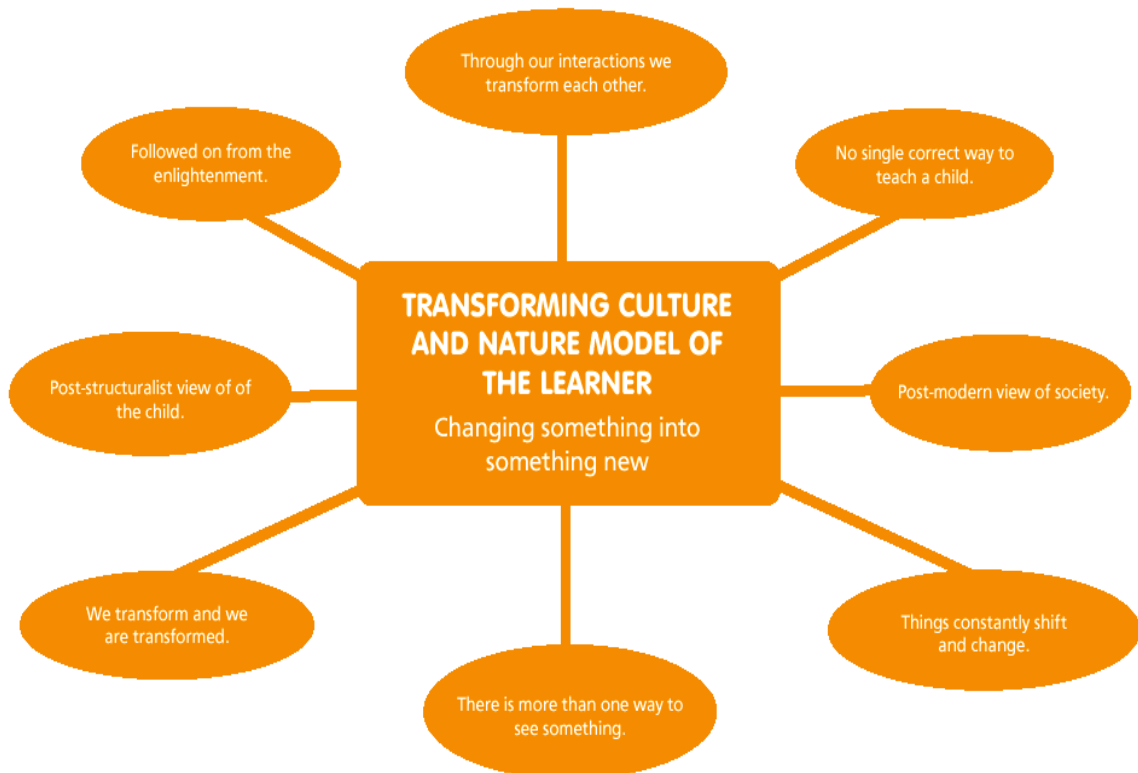 Through our interactions we
transform each other.
Followed on from the
enlightenment.
No single correct way to
teach a child.
TRANSFORMING CULTURE
AND NATURE MODEL OF
THE LEARNER
Changing something into
something new
Post-structuralist view of of
the child.
Post-modern view of society.
We transform and we
are transformed.
Things constantly shift
and change.
There is more than one way to
see something.